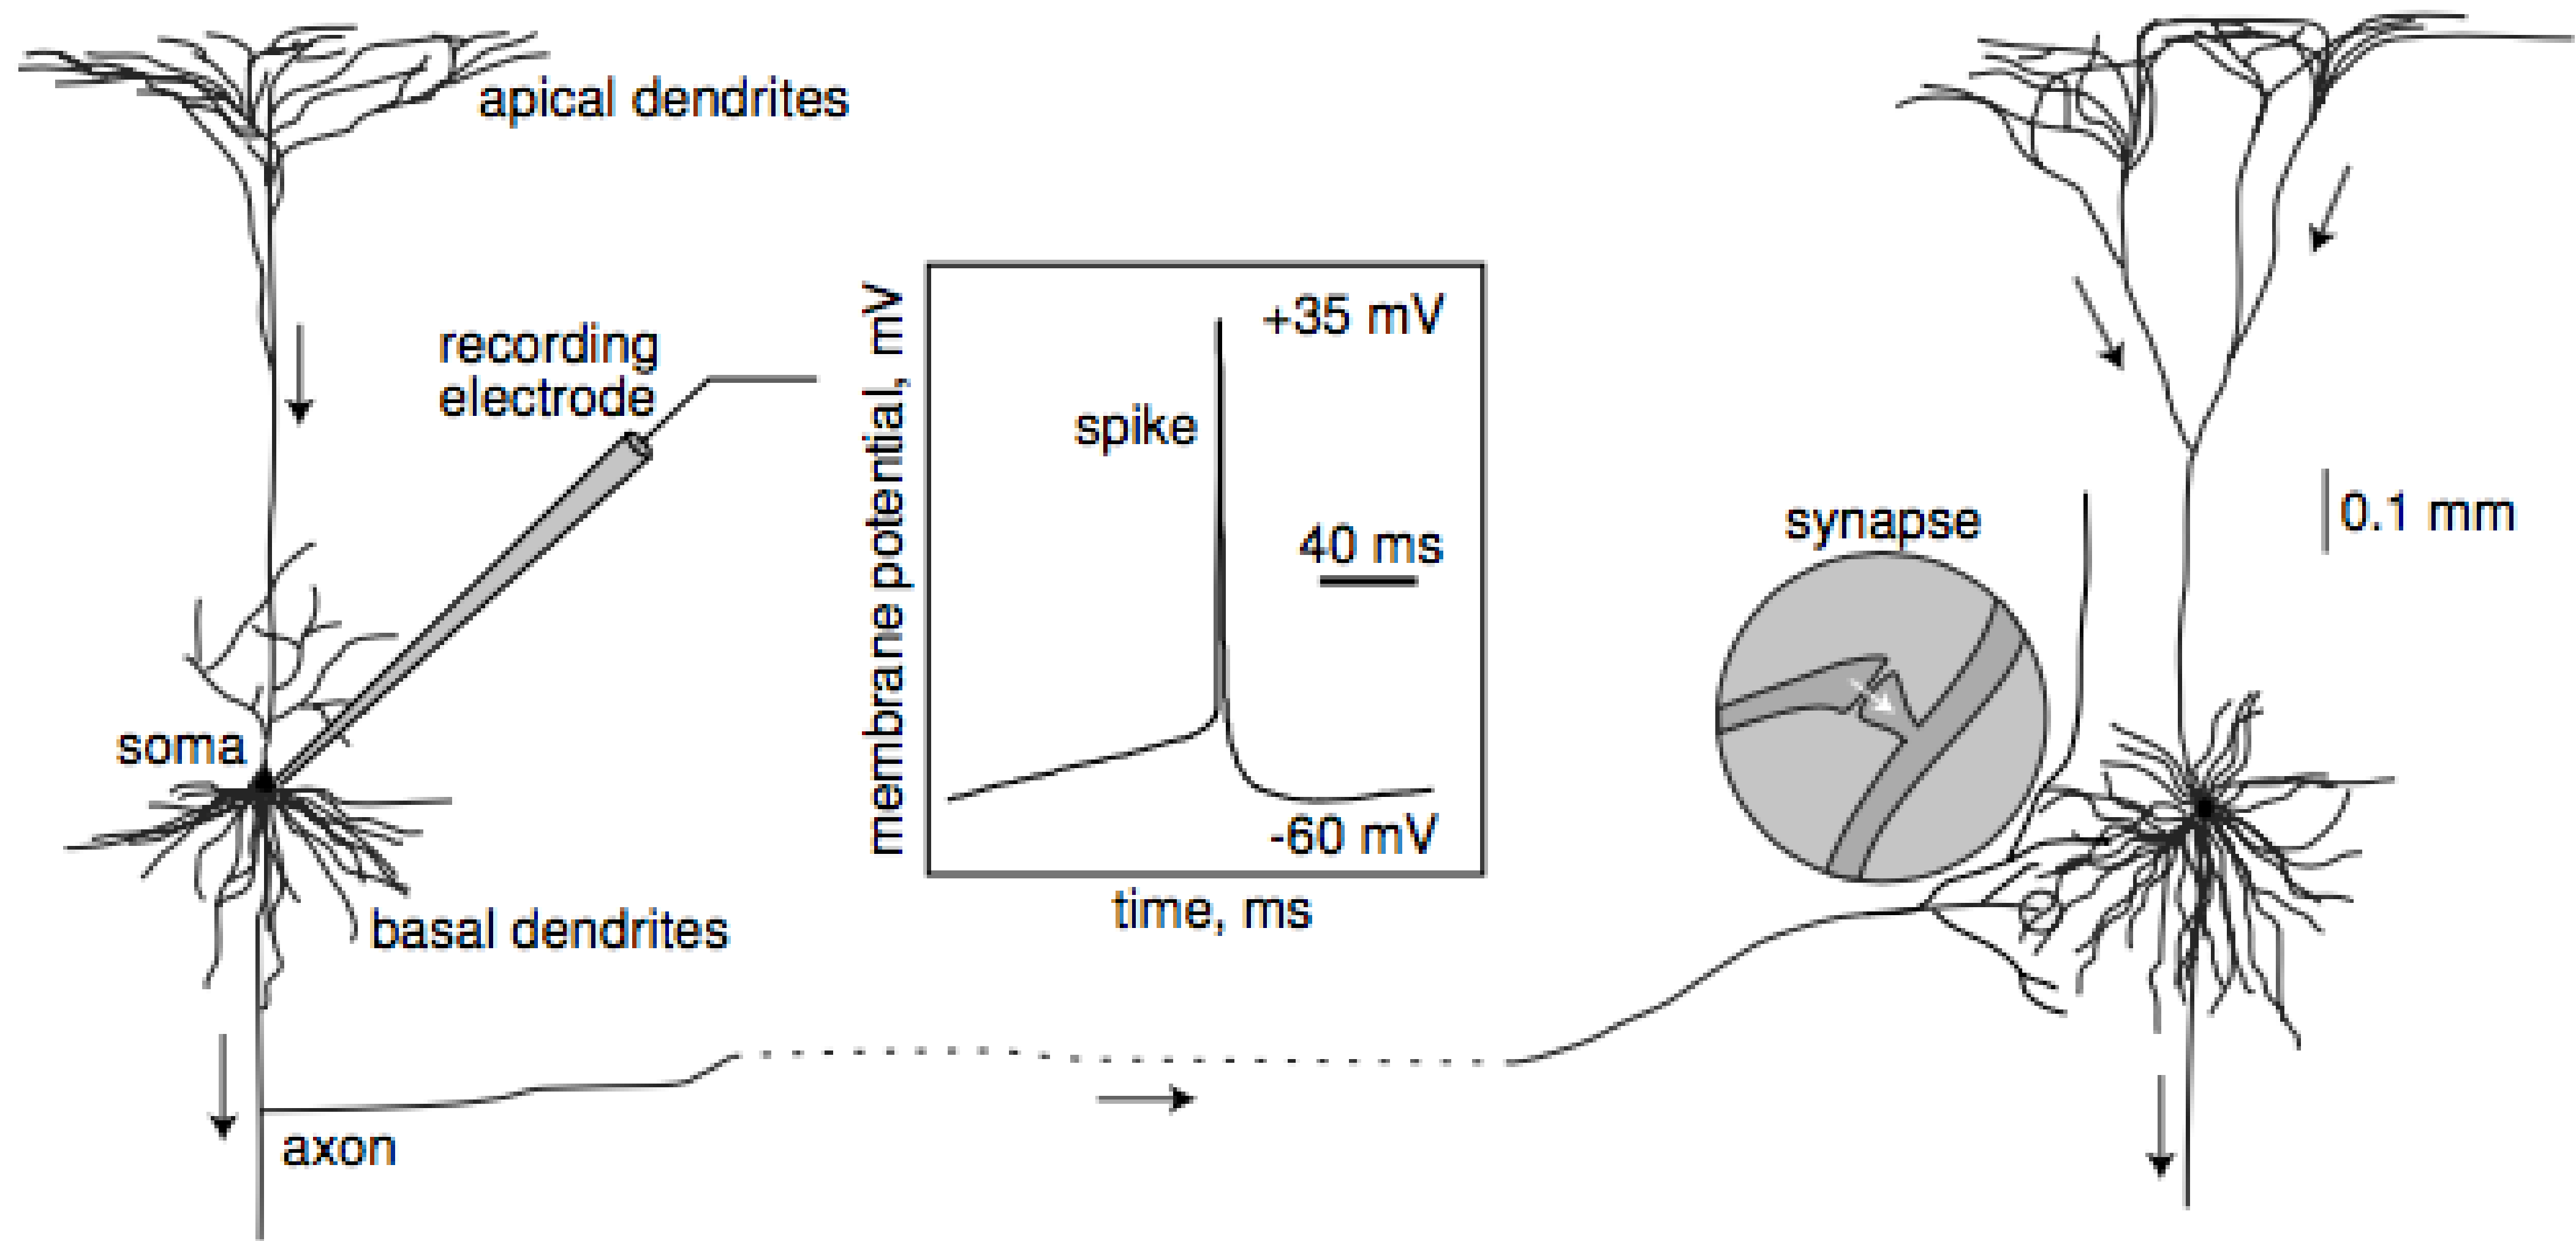 apical dendrites
recording
electrode
soma
basal dendrites
axon
membrane potential, mV
+35 mV
spike
40 ms
-60 mV
time, ms
synapse
0.1 mm